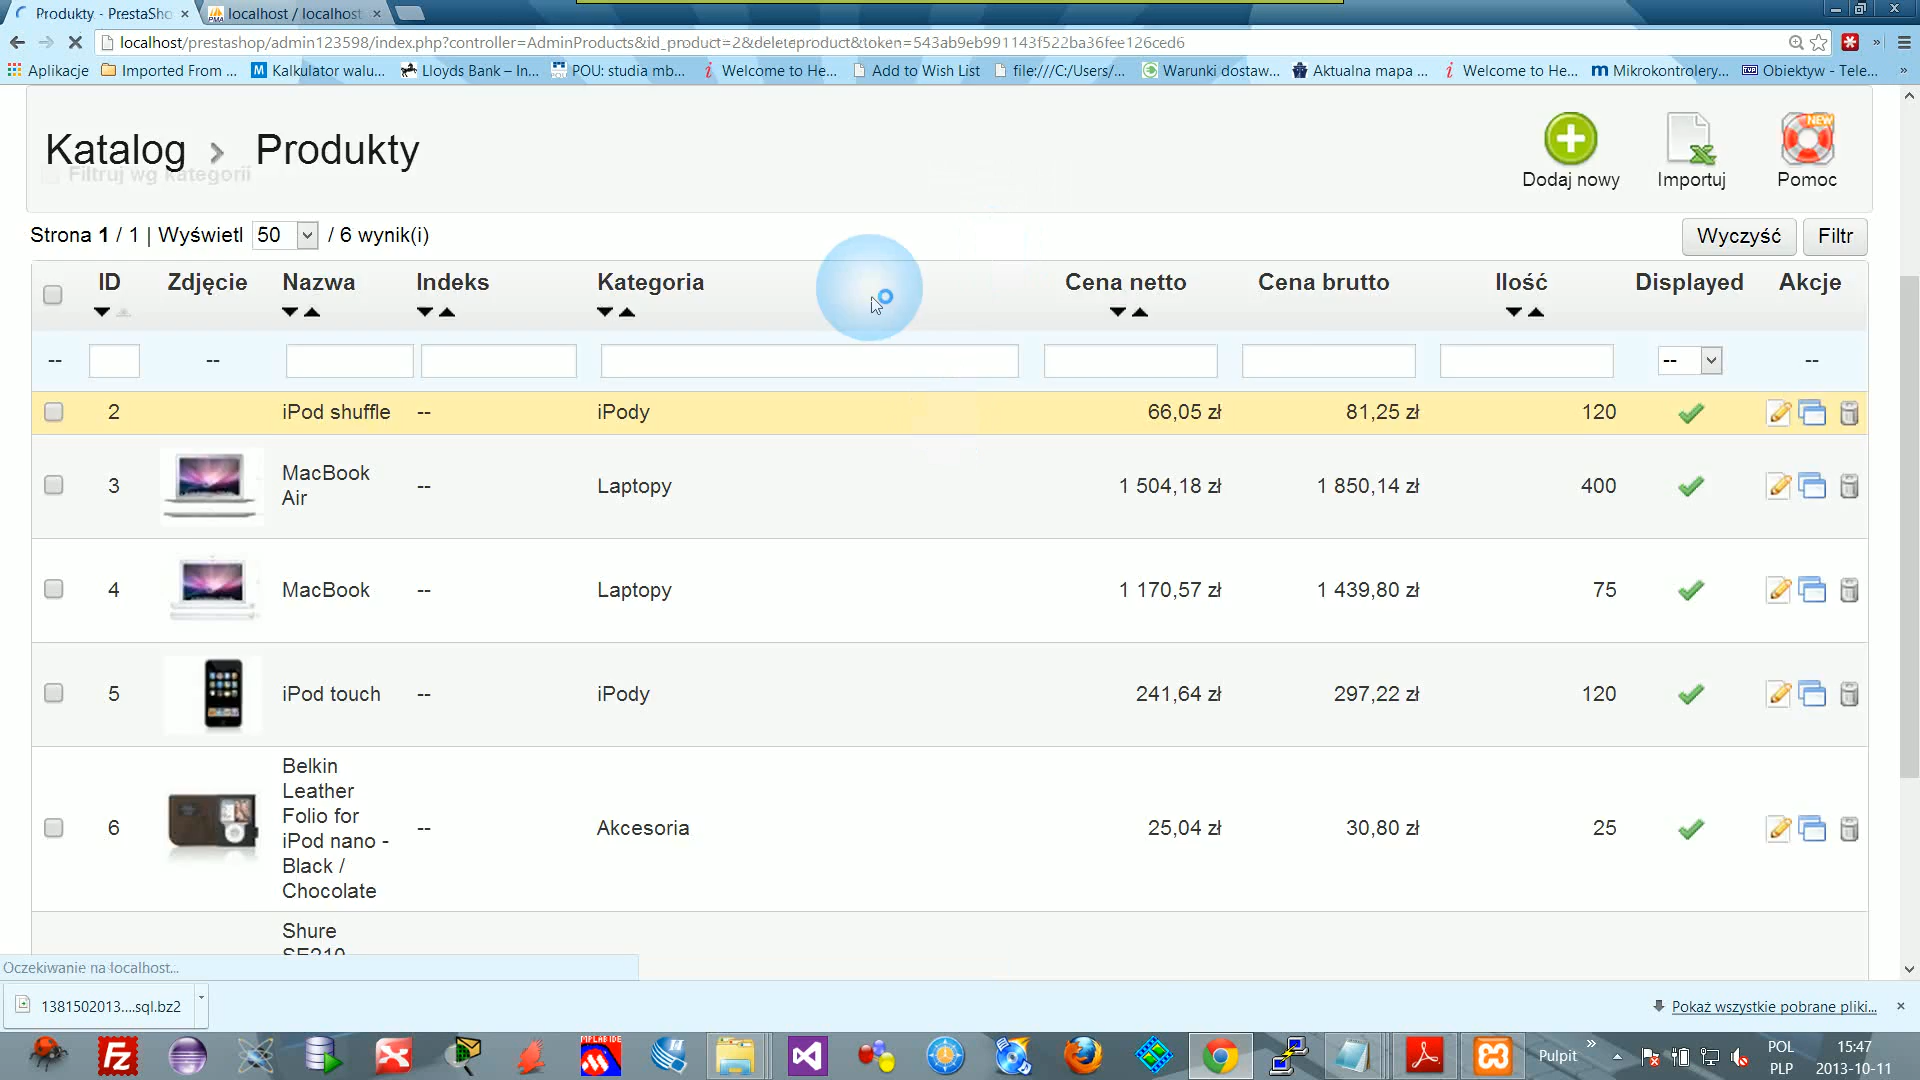 Produkty - PrestaSho
localhost / localhost
localhost/prestashop/admin123598/index.php?controller=AdminProducts&id_product=2&deleteproduct&token=543ab9eb991143f522ba36fee126ced6
Aplikacje
Imported From ...
Kalkulator walu...
Lloyds Bank – In...
POU: studia mb...
Welcome to He...
Add to Wish List
file:///C:/Users/...
Warunki dostaw...
Aktualna mapa ...
Welcome to He...
Mikrokontrolery...
Obiektyw - Tele...
Katalog > Produkty
Filtruj wg kategorii
Dodaj nowy
Importuj
NEW
Pomoc
Strona 1 / 1 | Wyświetl 50 / 6 wynik(i)
Wyczyść
Filtr
ID Zdjęcie Nazwa Indeks Kategoria Cena netto Cena brutto Ilość Displayed Akcje
-- -- -- --
2 iPod shuffle -- iPody 66,05 zł 81,25 zł 120
3 MacBook Air -- Laptopy 1 504,18 zł 1 850,14 zł 400
4 MacBook -- Laptopy 1 170,57 zł 1 439,80 zł 75
5 iPod touch -- iPody 241,64 zł 297,22 zł 120
6 Belkin Leather Folio for iPod nano - Black / Chocolate -- Akcesoria 25,04 zł 30,80 zł 25
Shure
SE210
Oczekiwanie na localhost...
1381502013....sql.bz2
Pokaż wszystkie pobrane pliki...
MPLAB IDE
Pulpit
POL
PLP
15:47
2013-10-11